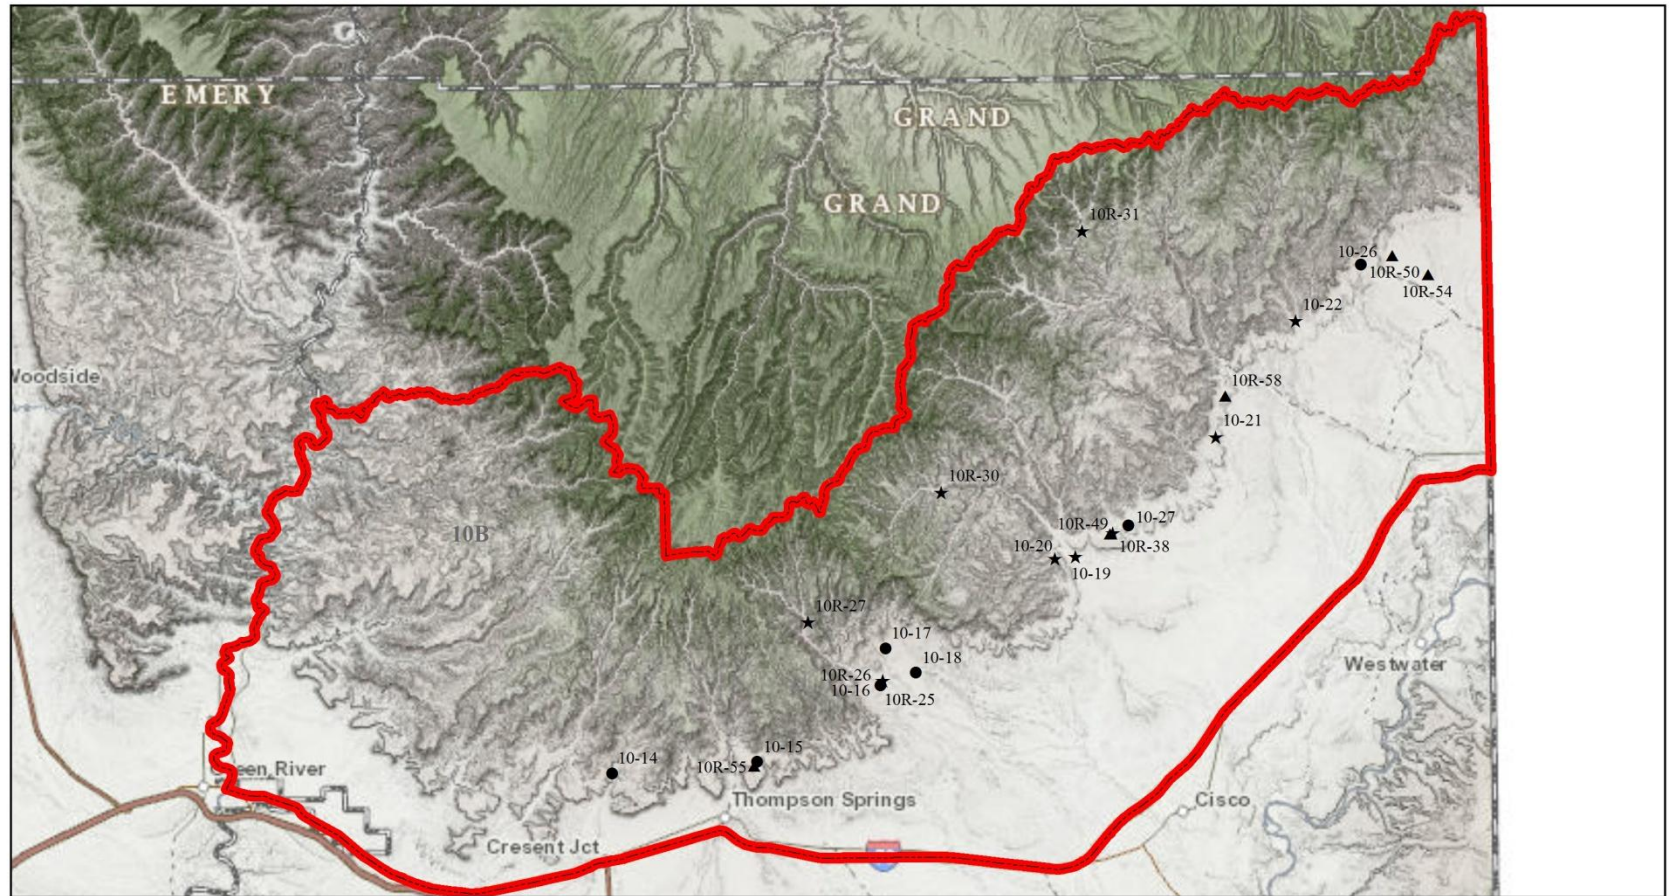 EMERY
GRAND
GRAND
10R-31
10-26
10R-50
10R-54
10-22
Woodside
10R-58
10-21
10R-30
10B
10R-49
10-27
10-20
10R-38
10-19
10R-27
10-17
10-18
10R-26
10-16
10R-25
Westwater
10-14
10-15
10R-55
Green River
Thompson Springs
Cisco
Cresent Jct